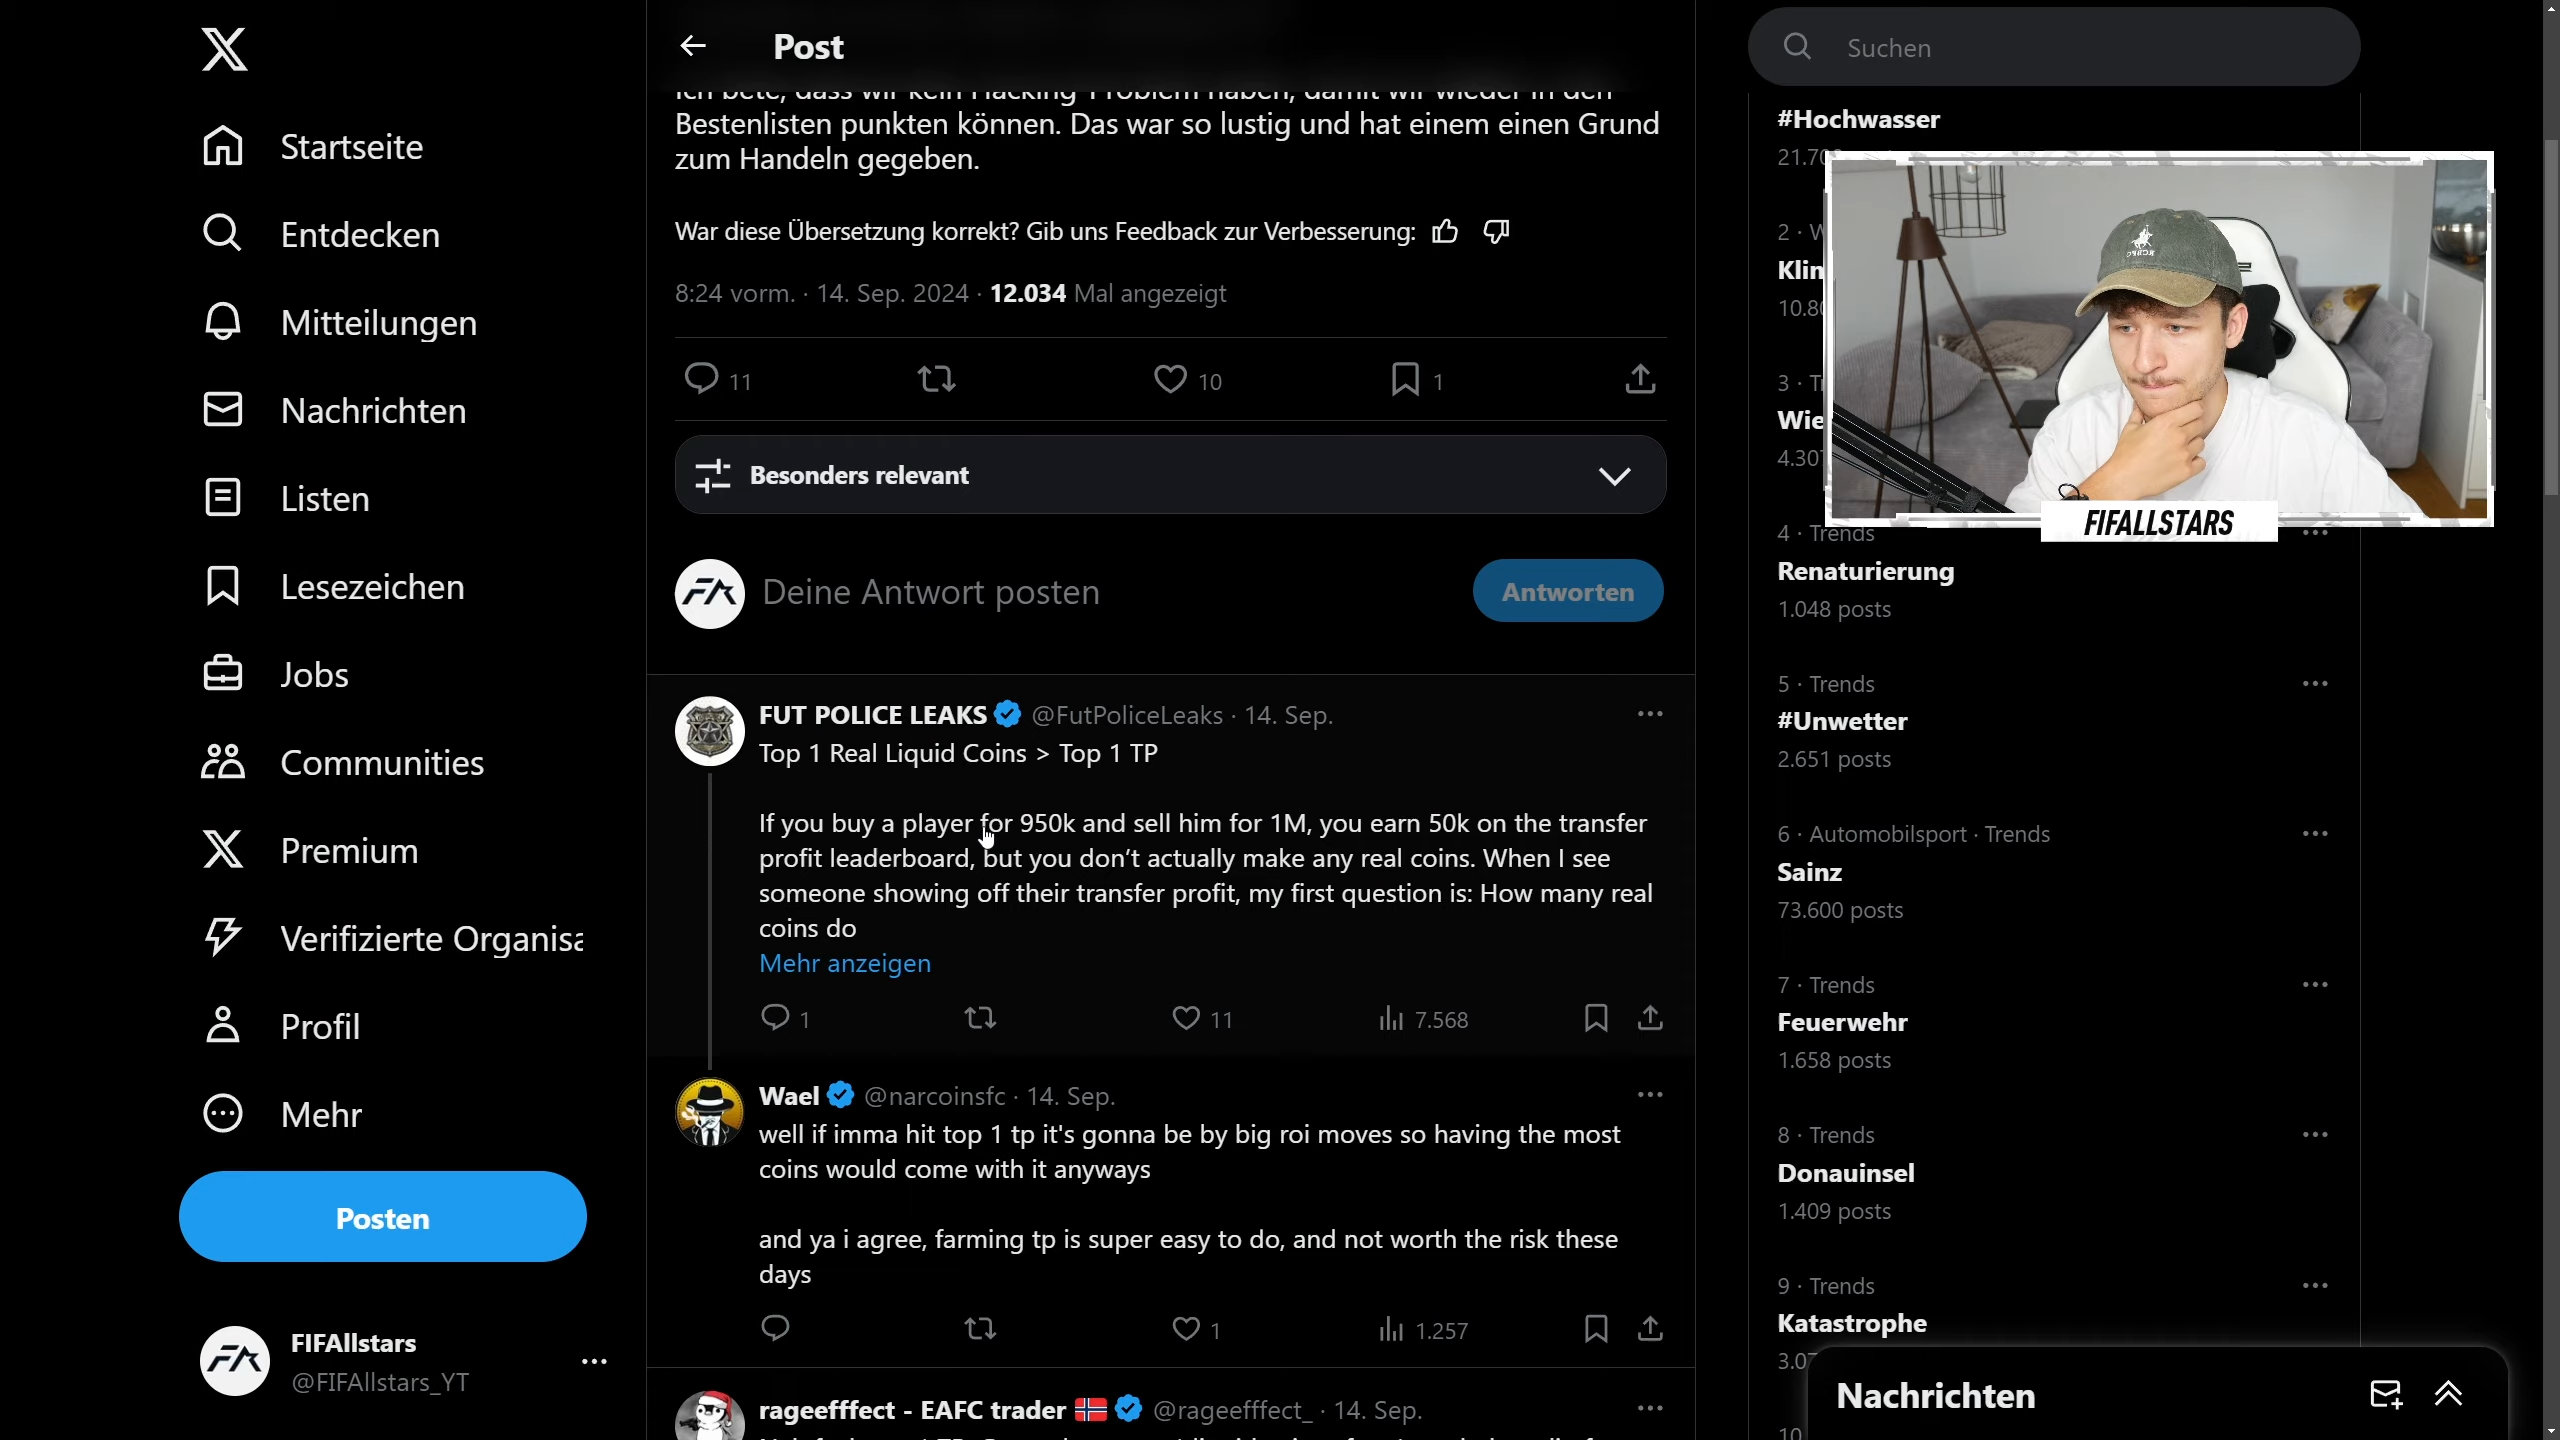 Post
Suchen
Startseite
Entdecken
Mitteilungen
Nachrichten
Listen
Lesezeichen
Jobs
Communities
Premium
Verifizierte Organisa
Profil
Mehr
Posten
FIFAllstars
@FIFAllstars_YT
Ich bete, dass wir kein Hacking-Problem haben, damit wir wieder in den
Bestenlisten punkten können. Das war so lustig und hat einem einen Grund
zum Handeln gegeben.
War diese Übersetzung korrekt? Gib uns Feedback zur Verbesserung:
8:24 vorm. · 14. Sep. 2024 · 12.034 Mal angezeigt
11 10 1
Besonders relevant
Deine Antwort posten
Antworten
FUT POLICE LEAKS @FutPoliceLeaks · 14. Sep.
Top 1 Real Liquid Coins > Top 1 TP
If you buy a player for 950k and sell him for 1M, you earn 50k on the transfer
profit leaderboard, but you don't actually make any real coins. When I see
someone showing off their transfer profit, my first question is: How many real
coins do
Mehr anzeigen
1 11 7.568
Wael @narcoinsfc · 14. Sep.
well if imma hit top 1 tp it's gonna be by big roi moves so having the most
coins would come with it anyways
and ya i agree, farming tp is super easy to do, and not worth the risk these
days
1 1.257
rageefffect - EAFC trader @rageefffect_ · 14. Sep.
#Hochwasser
FIFALLSTARS
4 · Trends
Renaturierung
1.048 posts
5 · Trends
#Unwetter
2.651 posts
6 · Automobilsport · Trends
Sainz
73.600 posts
7 · Trends
Feuerwehr
1.658 posts
8 · Trends
Donauinsel
1.409 posts
9 · Trends
Katastrophe
Nachrichten